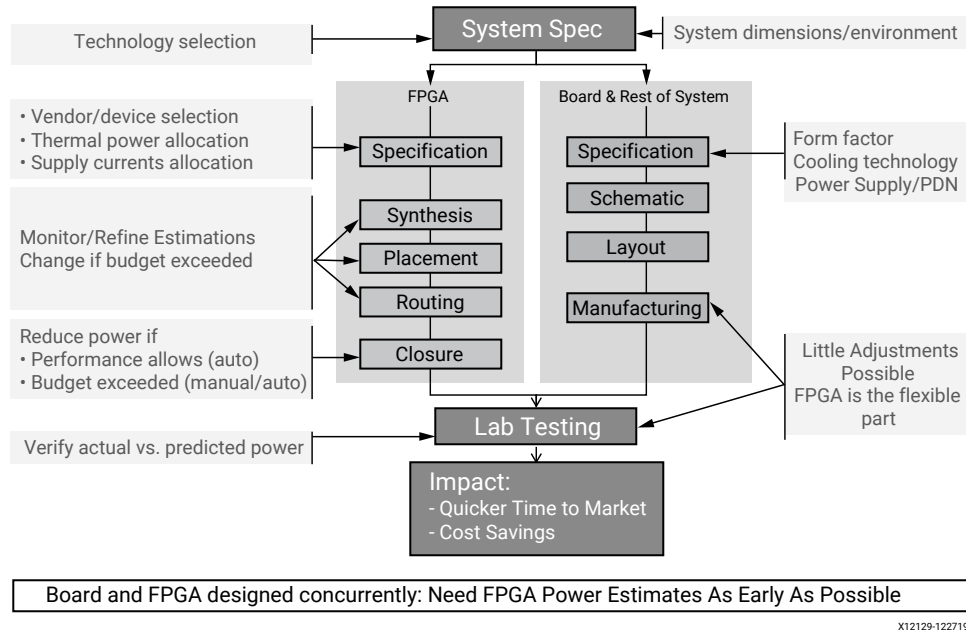 System Spec
Technology selection
System dimensions/environment
FPGA
Board & Rest of System
• Vendor/device selection
• Thermal power allocation
• Supply currents allocation
Specification
Specification
Form factor
Cooling technology
Power Supply/PDN
Schematic
Synthesis
Monitor/Refine Estimations
Change if budget exceeded
Placement
Layout
Routing
Manufacturing
Reduce power if
• Performance allows (auto)
• Budget exceeded (manual/auto)
Closure
Little Adjustments
Possible
FPGA is the flexible
part
Lab Testing
Verify actual vs. predicted power
Impact:
- Quicker Time to Market
- Cost Savings
Board and FPGA designed concurrently: Need FPGA Power Estimates As Early As Possible
X12129-122719